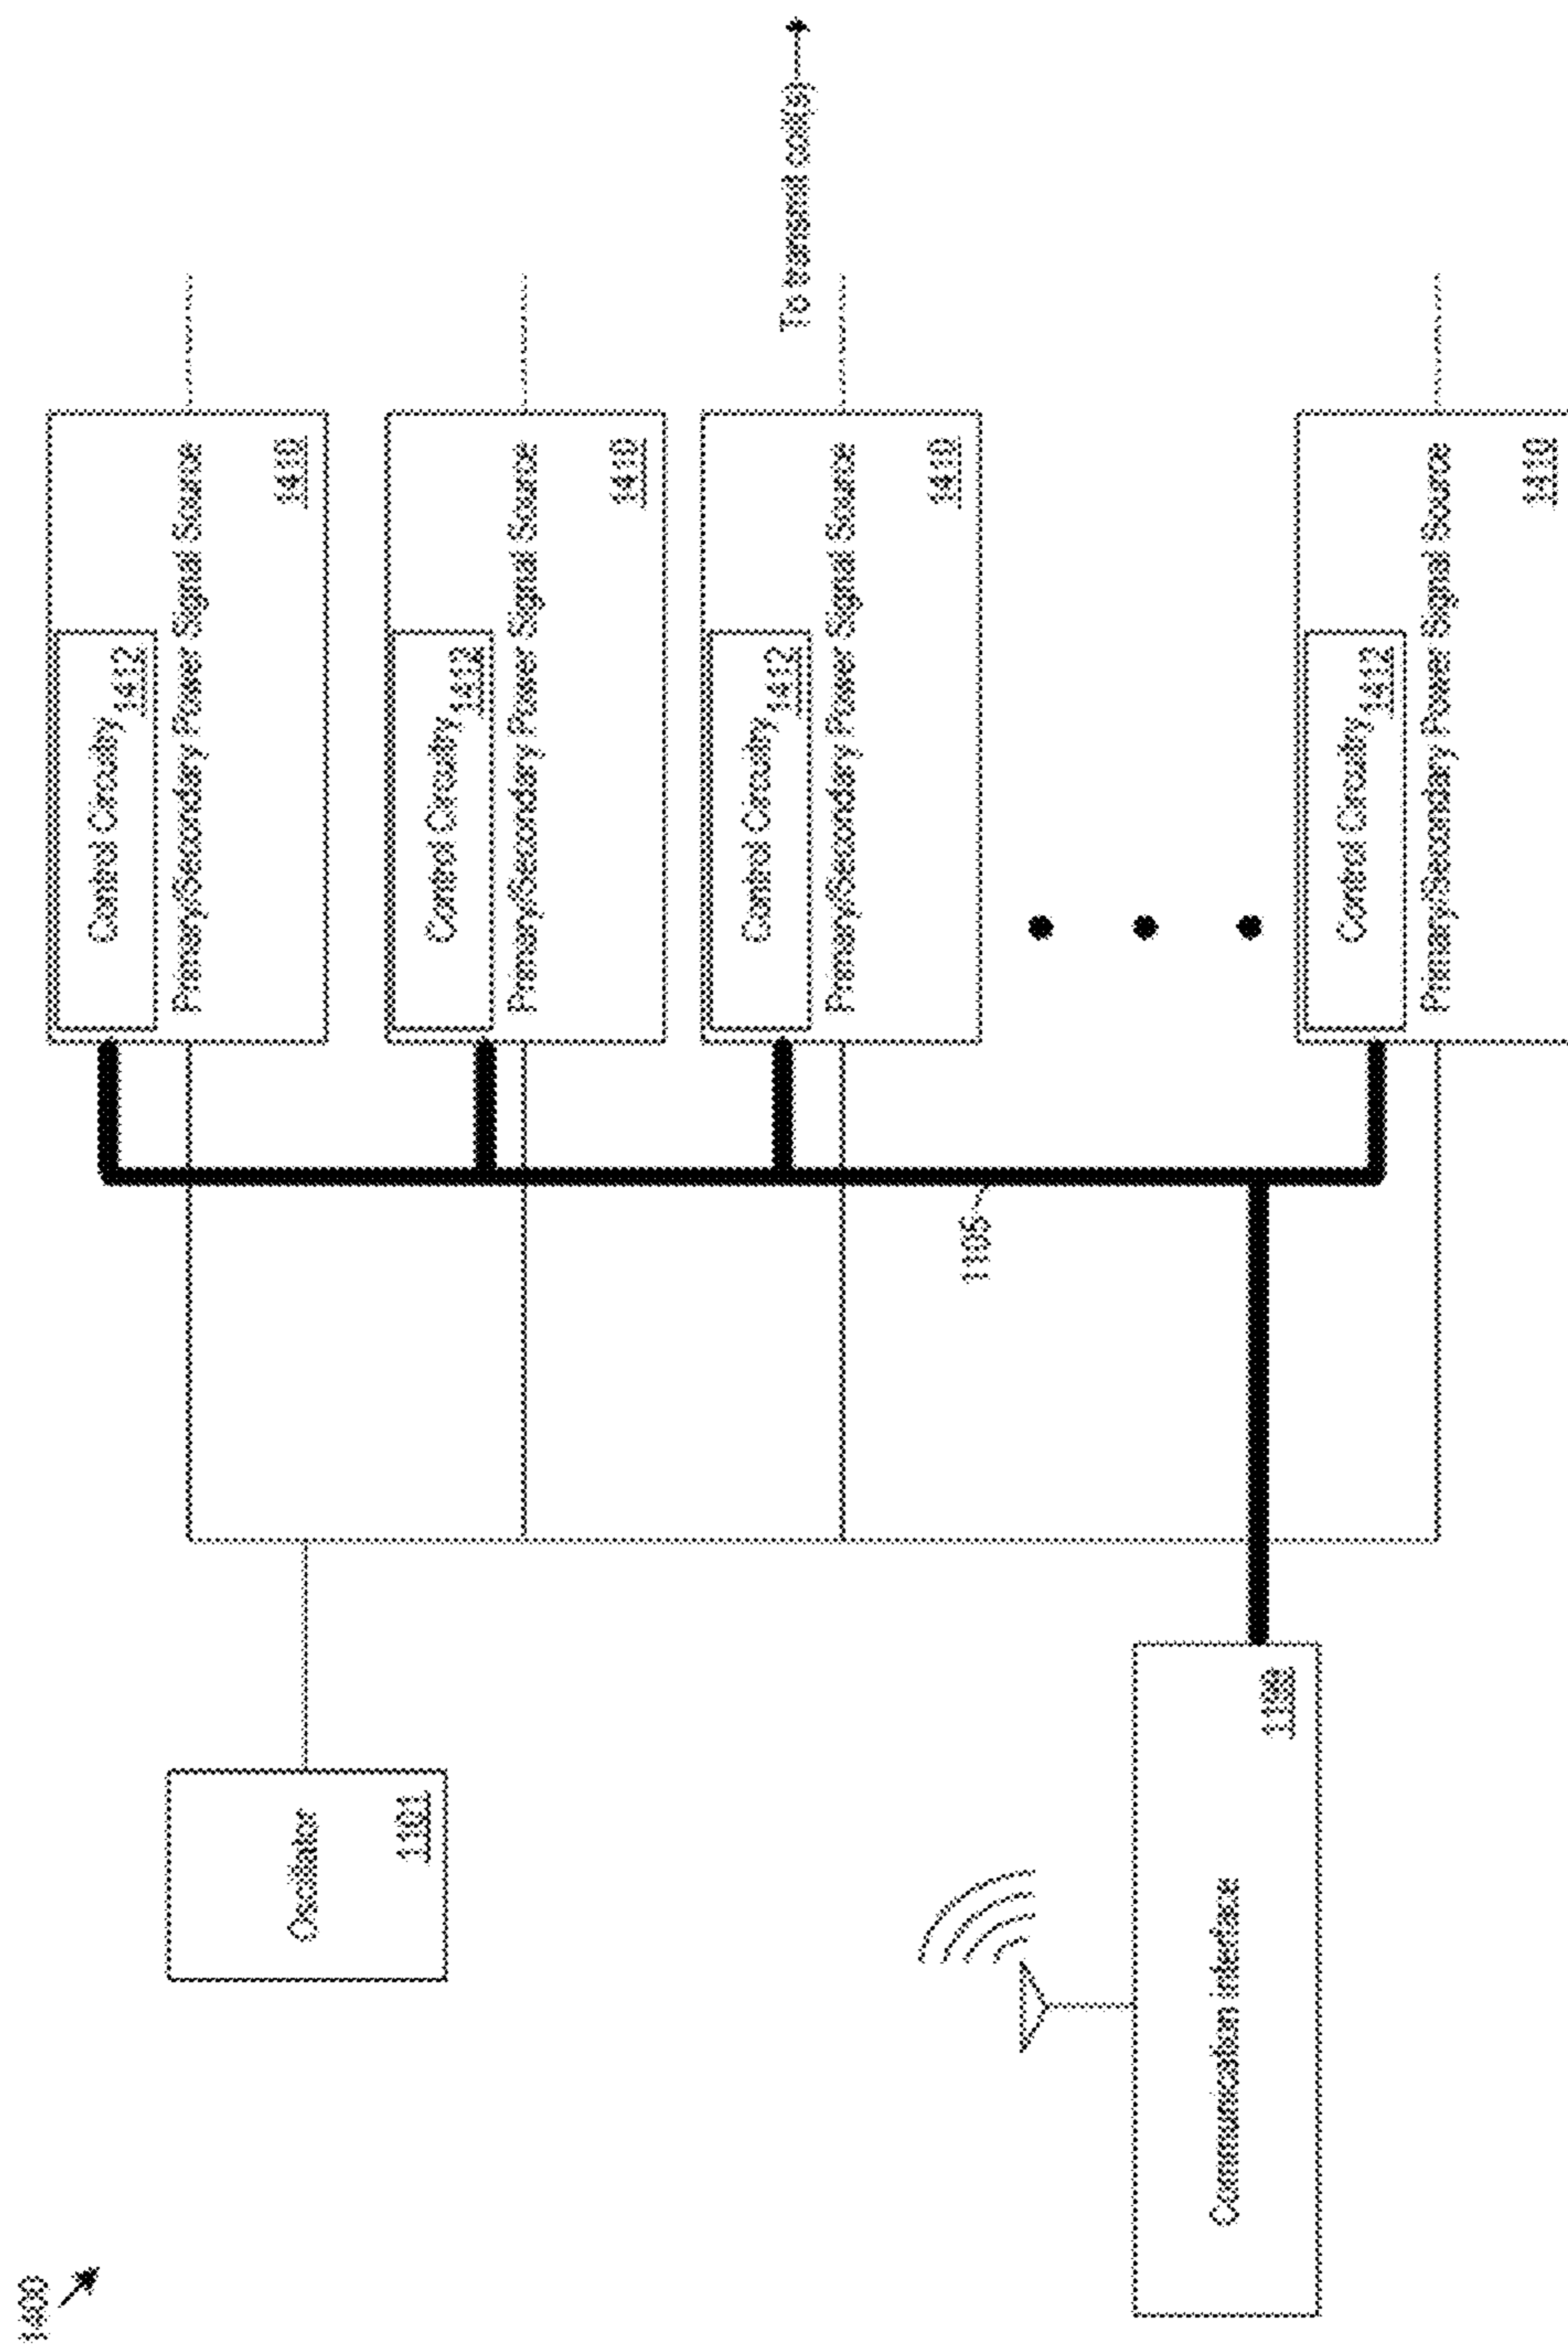 1400
Oscillator
1101
Communication Interface
1198
1105
Control Circuitry
1412
Primary/Secondary Power Signal Source
1410
Control Circuitry
1412
Primary/Secondary Power Signal Source
1410
Control Circuitry
1412
Primary/Secondary Power Signal Source
1410
Control Circuitry
1412
Primary/Secondary Power Signal Source
1410
To transmit coil(s)